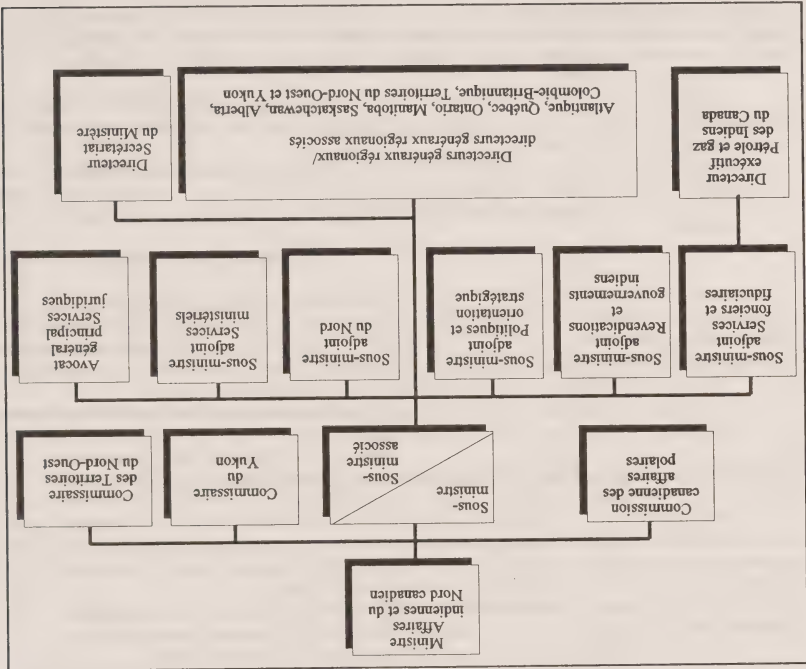 Ministre
Affaires
indiennes et du
Nord canadien
Commission
canadienne des
affaires
polaires
Sous-
ministre
Sous-
ministre
associé
Commissaire
du
Yukon
Commissaire
des Territoires
du Nord-Ouest
Sous-ministre
adjoint
Services
fonciers et
fiduciaires
Sous-ministre
adjoint
Revendications
et
gouvernements
indiens
Sous-ministre
adjoint
Politiques et
orientation
stratégique
Sous-ministre
adjoint
du Nord
Sous-ministre
adjoint
Services
ministériels
Avocat
général
principal
Services
juridiques
Directeur
exécutif
Pétrole et gaz
des Indiens
du Canada
Directeurs généraux régionaux/
directeurs généraux régionaux associés
Atlantique, Québec, Ontario, Manitoba, Saskatchewan, Alberta,
Colombie-Britannique, Territoires du Nord-Ouest et Yukon
Directeur
Secrétariat
du Ministère